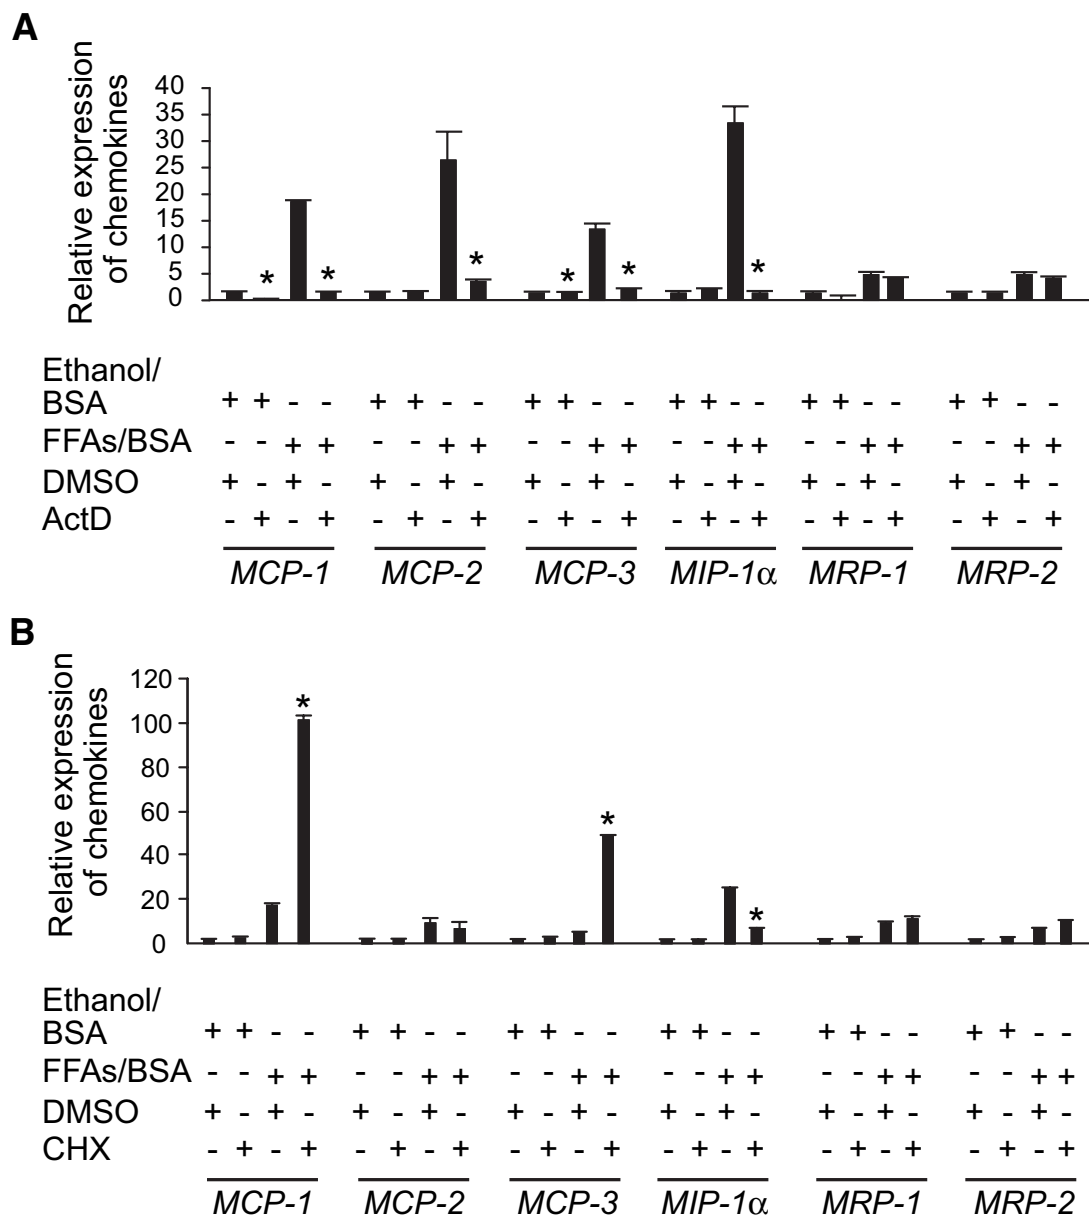 A
Relative expression
of chemokines
40
35
30
25
20
15
10
5
0
* * * * * *
Ethanol/
BSA + + - - + + - - + + - - + + - - + + - - + + - -
FFAs/BSA - - + + - - + + - - + + - - + + - - + + - - + +
DMSO + - + - + - + - + - + - + - + - + - + - + - + -
ActD - + - + - + - + - + - + - + - + - + - + - + - +
MCP-1 MCP-2 MCP-3 MIP-1α MRP-1 MRP-2
B
Relative expression
of chemokines
120
100
80
60
40
20
0
* * *
Ethanol/
BSA + + - - + + - - + + - - + + - - + + - - + + - -
FFAs/BSA - - + + - - + + - - + + - - + + - - + + - - + +
DMSO + - + - + - + - + - + - + - + - + - + - + - + -
CHX - + - + - + - + - + - + - + - + - + - + - + - +
MCP-1 MCP-2 MCP-3 MIP-1α MRP-1 MRP-2